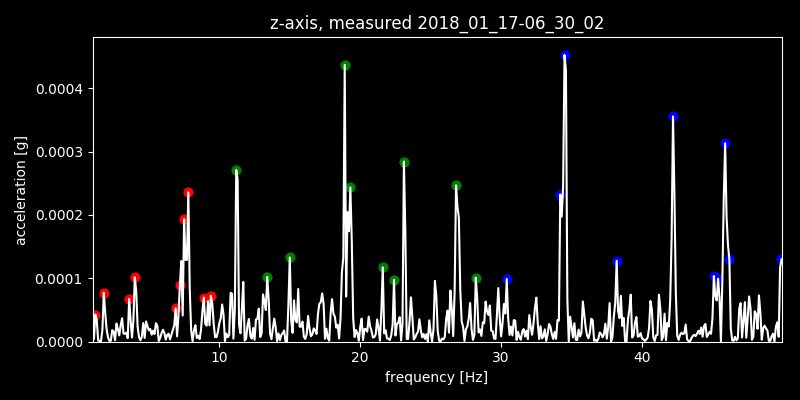 z-axis, measured 2018_01_17-06_30_02
acceleration [g]
0.0004
0.0003
0.0002
0.0001
0.0000
10 20 30 40
frequency [Hz]